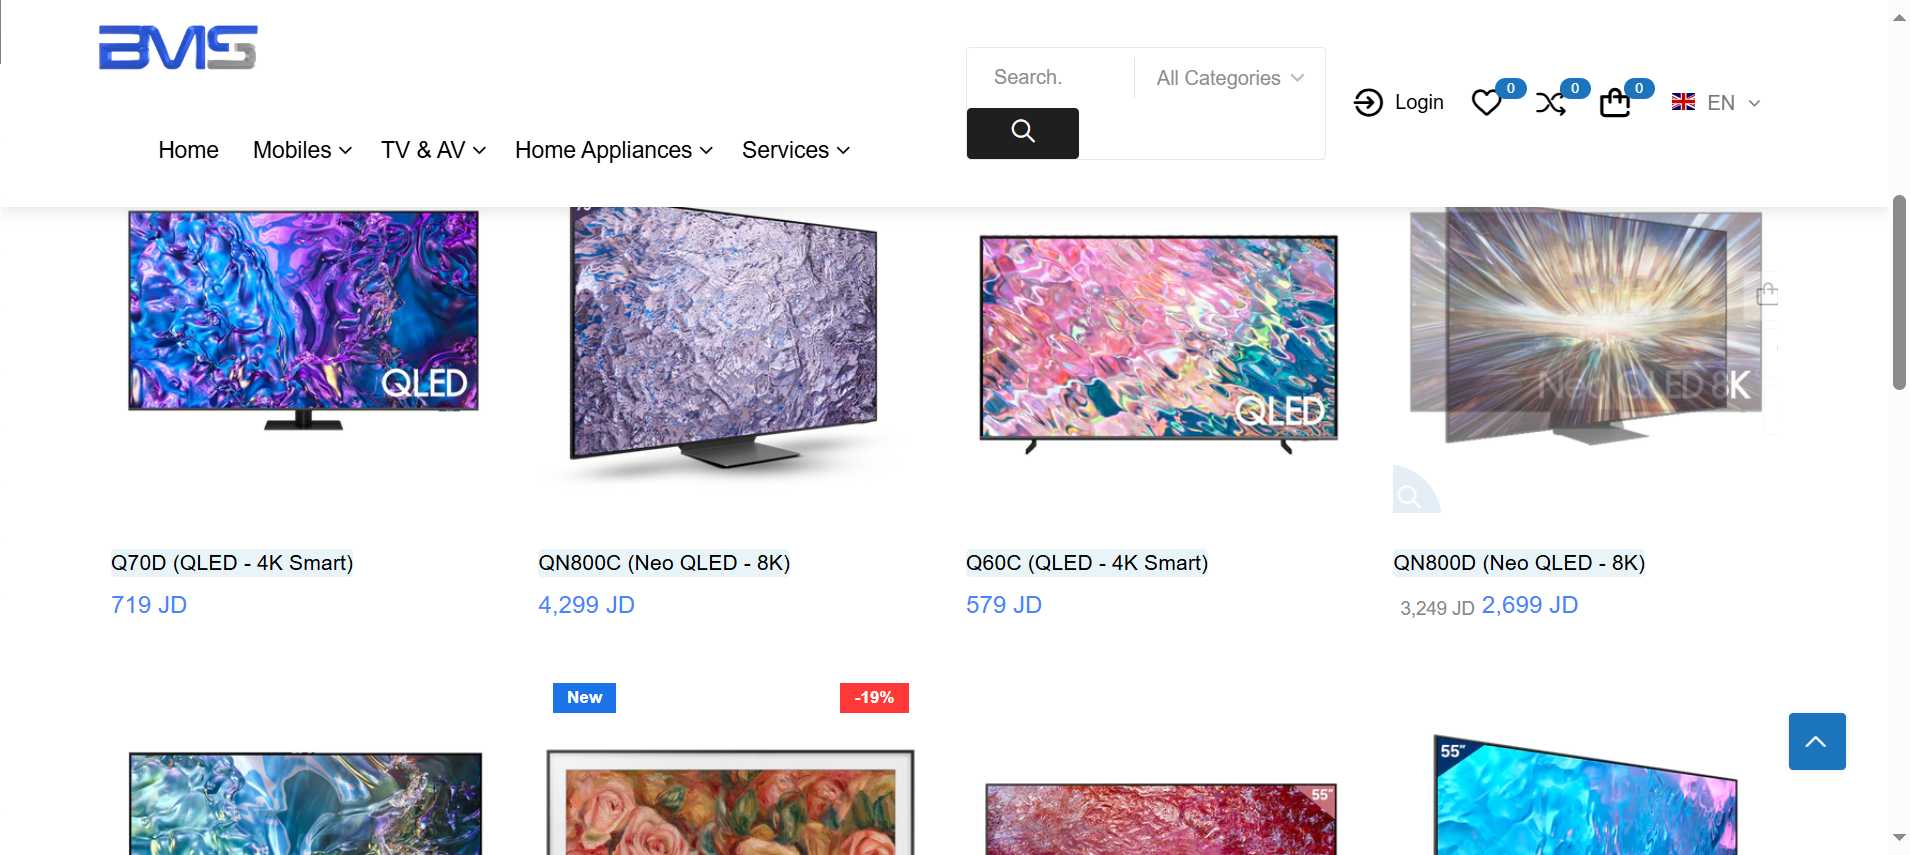 BMS
Search.
All Categories
Login
0
0
0
EN
Home
Mobiles
TV & AV
Home Appliances
Services
QLED
QLED
Neo QLED 8K
Q70D (QLED - 4K Smart)
719 JD
QN800C (Neo QLED - 8K)
4,299 JD
Q60C (QLED - 4K Smart)
579 JD
QN800D (Neo QLED - 8K)
3,249 JD 2,699 JD
New
-19%
55"
55"